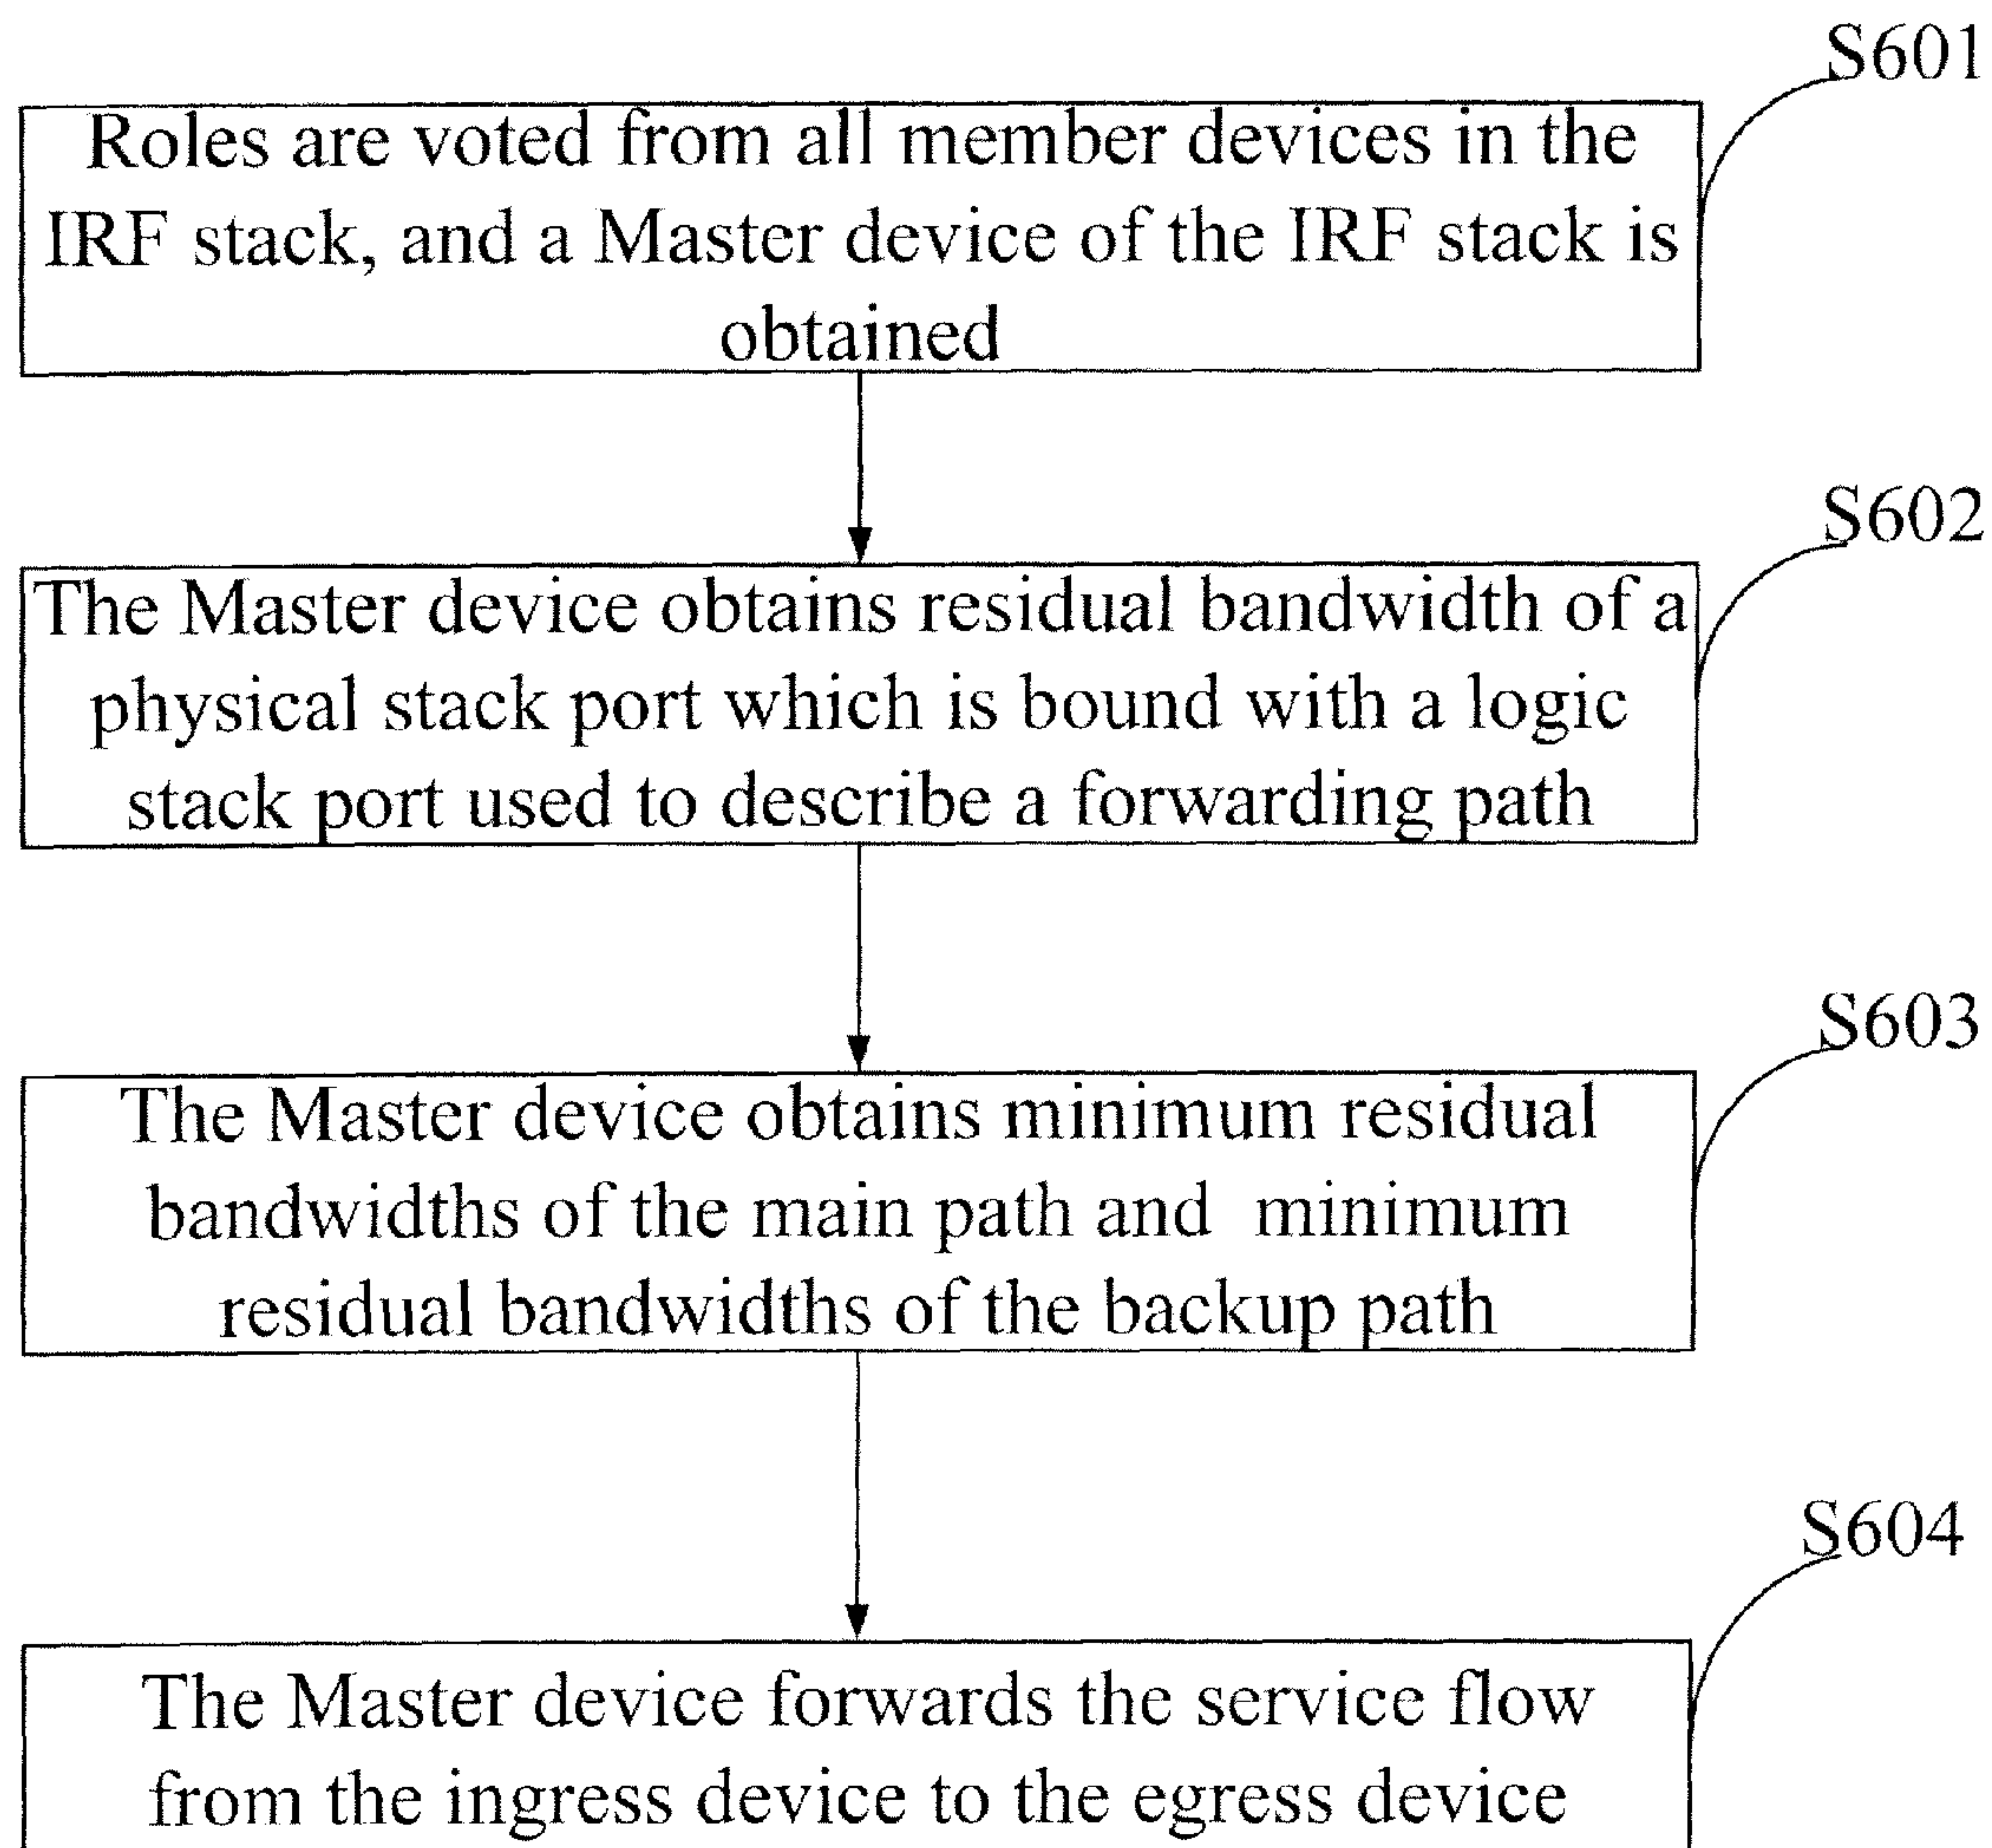 S601
Roles are voted from all member devices in the
IRF stack, and a Master device of the IRF stack is
obtained
S602
The Master device obtains residual bandwidth of a
physical stack port which is bound with a logic
stack port used to describe a forwarding path
S603
The Master device obtains minimum residual
bandwidths of the main path and minimum
residual bandwidths of the backup path
S604
The Master device forwards the service flow
from the ingress device to the egress device